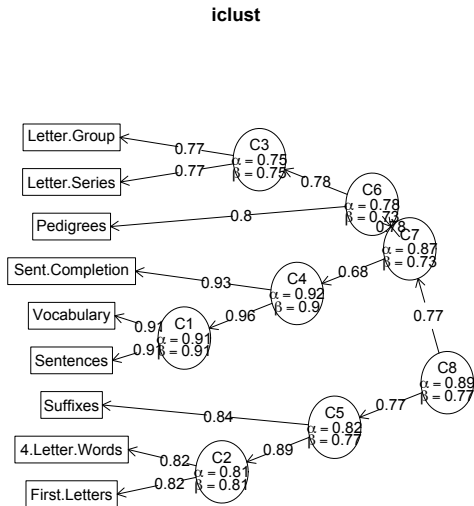 iclust
Letter.Group
Letter.Series
Pedigrees
Sent.Completion
Vocabulary
Sentences
Suffixes
4.Letter.Words
First.Letters
0.77
0.77
C3
α = 0.75
β = 0.75
0.78
C6
α = 0.78
β = 0.73
0.8
0.78
C7
α = 0.87
β = 0.73
0.93
C4
α = 0.92
β = 0.9
0.68
0.91
0.91
C1
α = 0.91
β = 0.91
0.96
0.77
C8
α = 0.89
β = 0.77
0.84
C5
α = 0.82
β = 0.77
0.77
0.82
0.82
C2
α = 0.81
β = 0.81
0.89